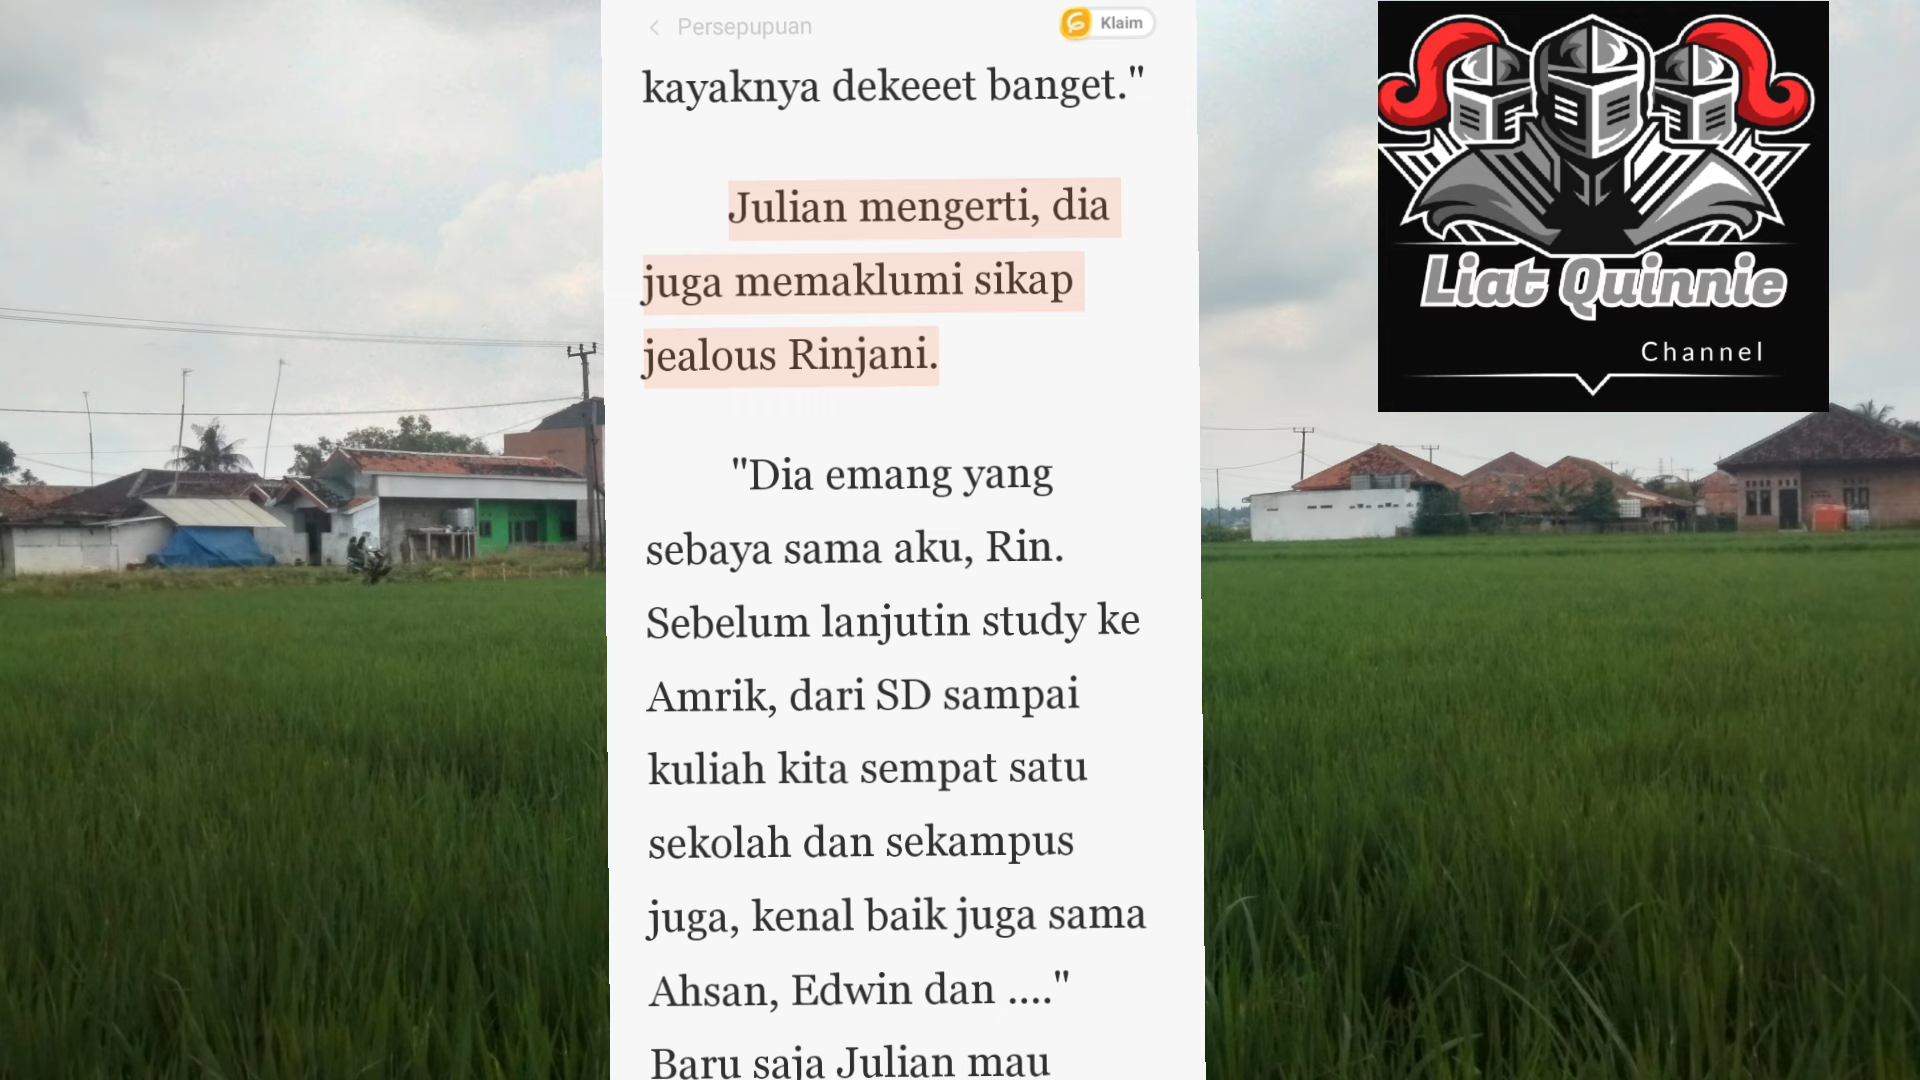 Persepupuan
Klaim
kayaknya dekeeet banget."
Julian mengerti, dia
juga memaklumi sikap
jealous Rinjani.
"Dia emang yang
sebaya sama aku, Rin.
Sebelum lanjutin study ke
Amrik, dari SD sampai
kuliah kita sempat satu
sekolah dan sekampus
juga, kenal baik juga sama
Ahsan, Edwin dan ...."
Baru saja Julian mau
Liat Quinnie
Channel